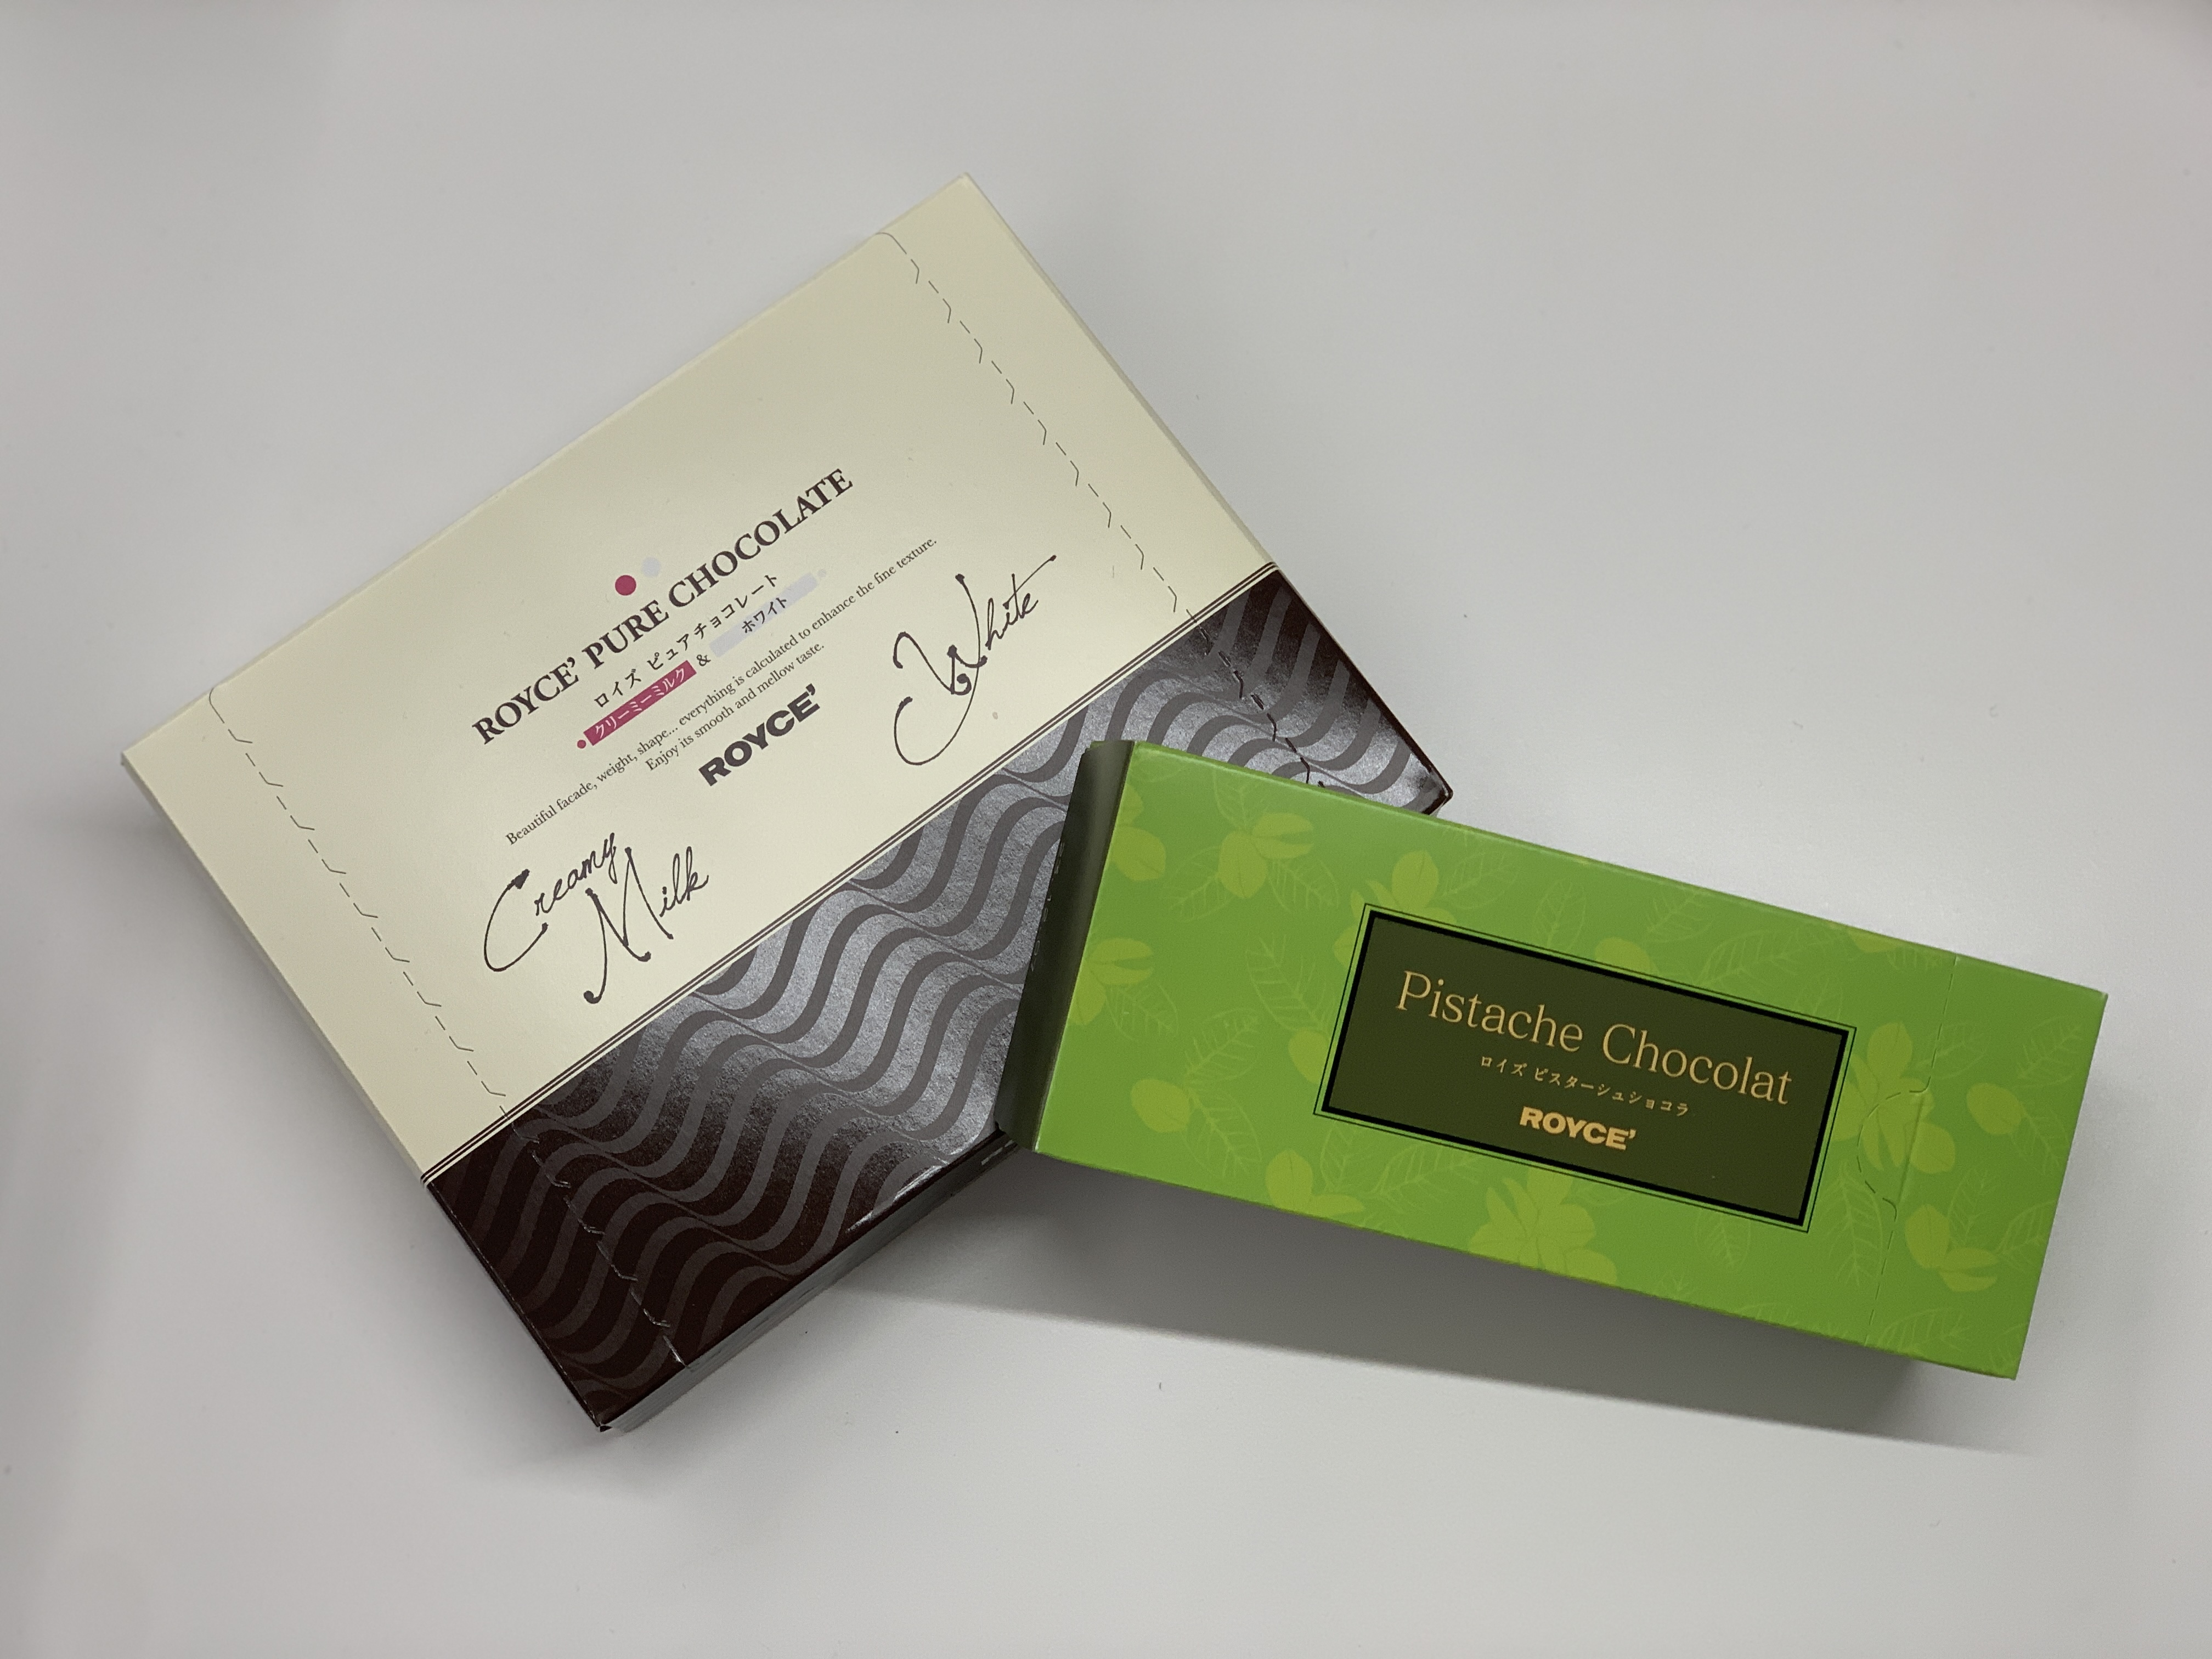 ROYCE' PURE CHOCOLATE
ロイズ ピュアチョコレート
クリーミーミルク & ホワイト
Beautiful facade, weight, shape... everything is calculated to enhance the fine texture.
Enjoy its smooth and mellow taste.
ROYCE'
Creamy
Milk
White
Pistache Chocolat
ロイズ ピスターシュショコラ
ROYCE'